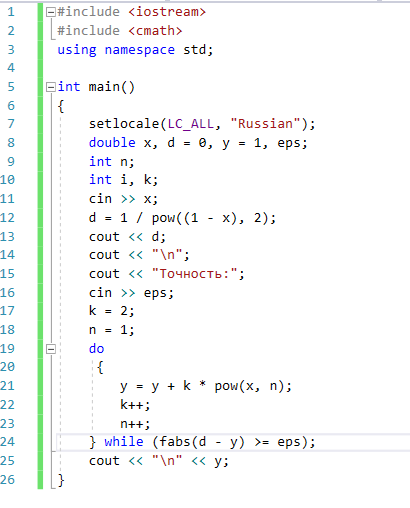 1 #include <iostream>
2 #include <cmath>
3 using namespace std;
4
5 int main()
6 {
7 setlocale(LC_ALL, "Russian");
8 double x, d = 0, y = 1, eps;
9 int n;
10 int i, k;
11 cin >> x;
12 d = 1 / pow((1 - x), 2);
13 cout << d;
14 cout << "\n";
15 cout << "Точность:";
16 cin >> eps;
17 k = 2;
18 n = 1;
19 do
20 {
21 y = y + k * pow(x, n);
22 k++;
23 n++;
24 } while (fabs(d - y) >= eps);
25 cout << "\n" << y;
26 }